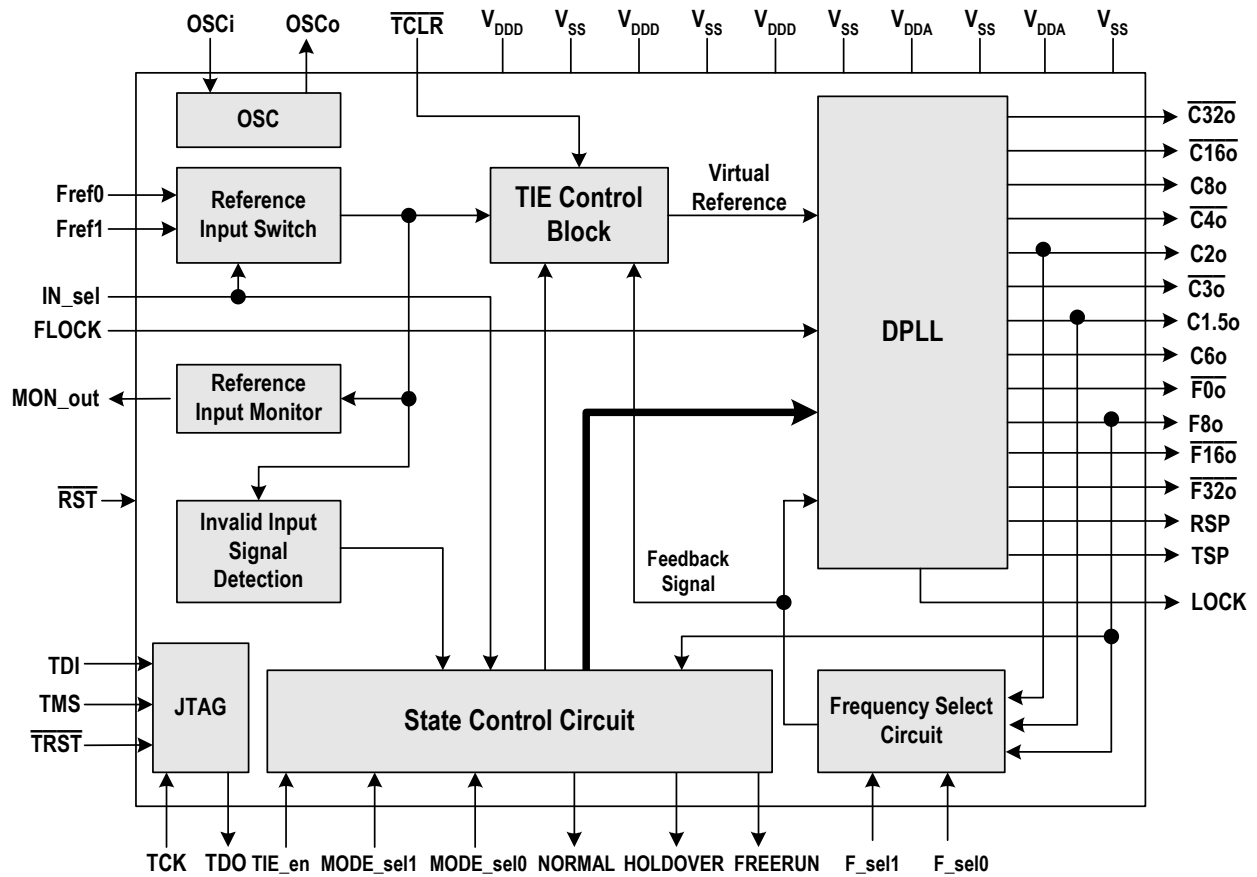 OSCi
OSCo
TCLR
VDDD
VSS
VDDD
VSS
VDDD
VSS
VDDA
VSS
VDDA
VSS
OSC
Fref0
Fref1
Reference
Input Switch
TIE Control
Block
Virtual
Reference
DPLL
IN_sel
FLOCK
MON_out
Reference
Input Monitor
RST
Invalid Input
Signal
Detection
Feedback
Signal
C32o
C16o
C8o
C4o
C2o
C3o
C1.5o
C6o
F0o
F8o
F16o
F32o
RSP
TSP
LOCK
TDI
TMS
TRST
JTAG
State Control Circuit
Frequency Select
Circuit
TCK
TDO
TIE_en
MODE_sel1
MODE_sel0
NORMAL
HOLDOVER
FREERUN
F_sel1
F_sel0